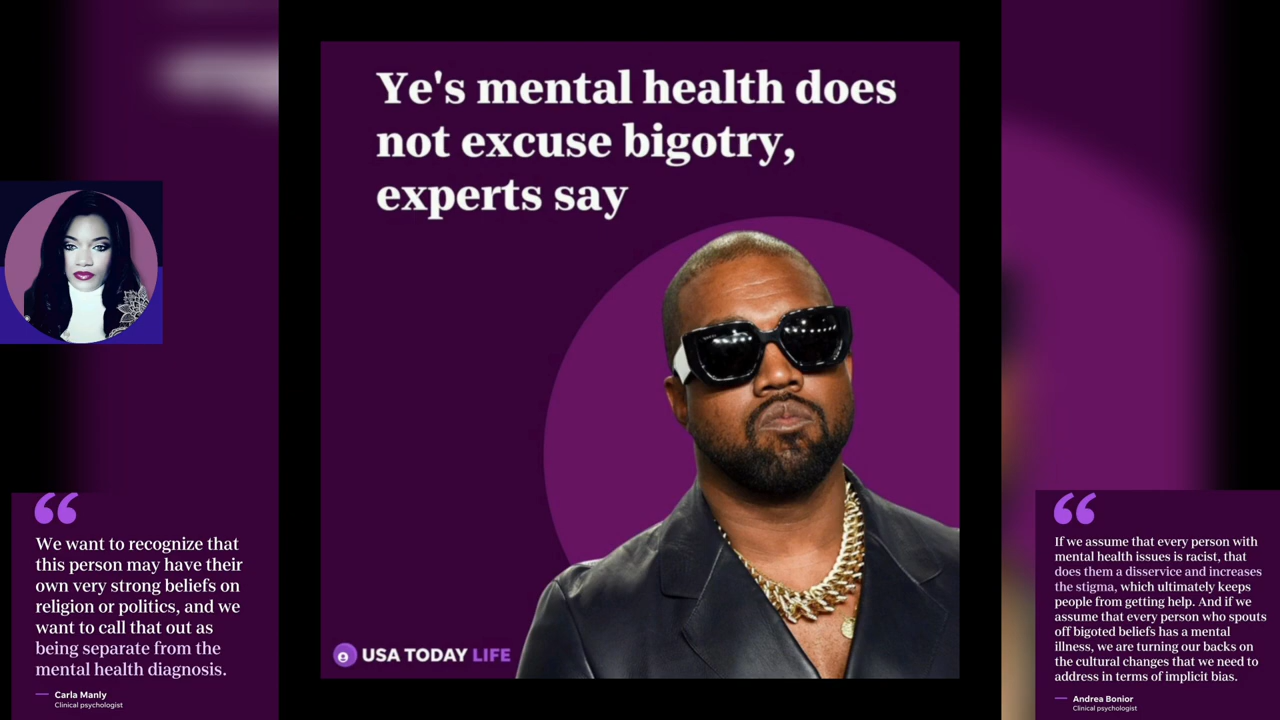 Ye's mental health does
not excuse bigotry,
experts say
USA TODAY LIFE
“
We want to recognize that
this person may have their
own very strong beliefs on
religion or politics, and we
want to call that out as
being separate from the
mental health diagnosis.
— Carla Manly
Clinical psychologist
“
If we assume that every person with
mental health issues is racist, that
does them a disservice and increases
the stigma, which ultimately keeps
people from getting help. And if we
assume that every person who spouts
off bigoted beliefs has a mental
illness, we are turning our backs on
the cultural changes that we need to
address in terms of implicit bias.
— Andrea Bonior
Clinical psychologist